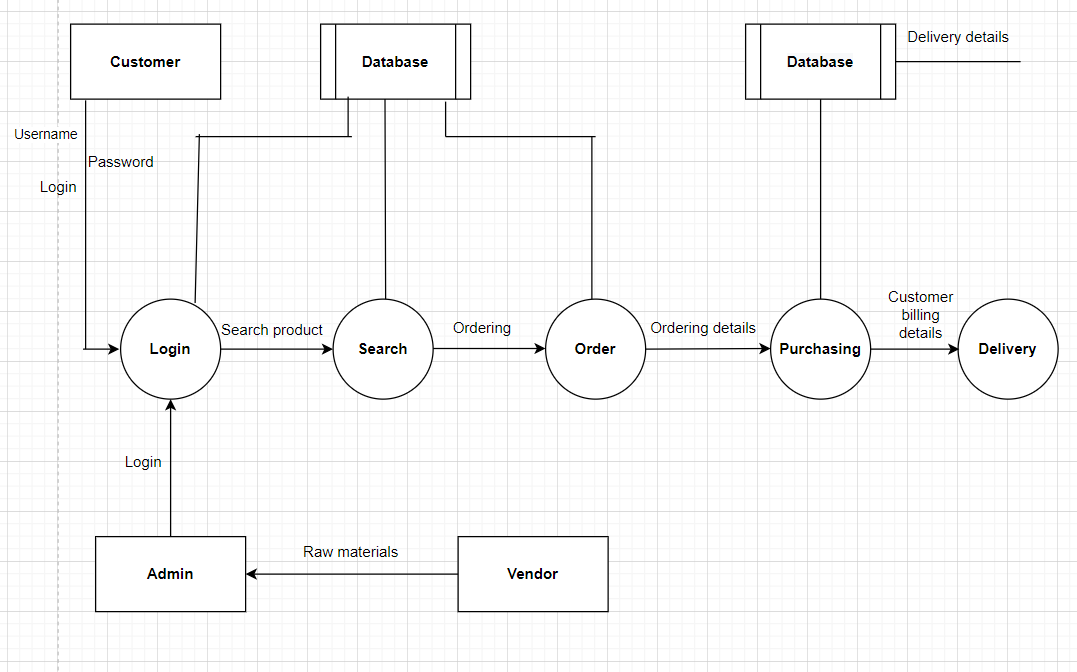 Customer
Database
Database
Delivery details
Username
Password
Login
Login
Search product
Search
Ordering
Order
Ordering details
Purchasing
Customer
billing
details
Delivery
Login
Admin
Raw materials
Vendor